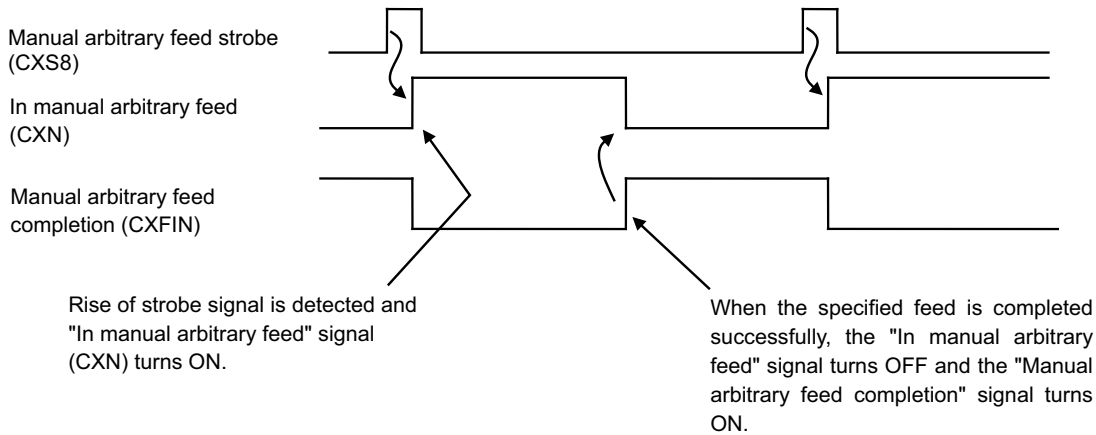 Manual arbitrary feed strobe
(CXS8)
In manual arbitrary feed
(CXN)
Manual arbitrary feed
completion (CXFIN)
Rise of strobe signal is detected and
"In manual arbitrary feed" signal
(CXN) turns ON.
When the specified feed is completed
successfully, the "In manual arbitrary
feed" signal turns OFF and the "Manual
arbitrary feed completion" signal turns
ON.